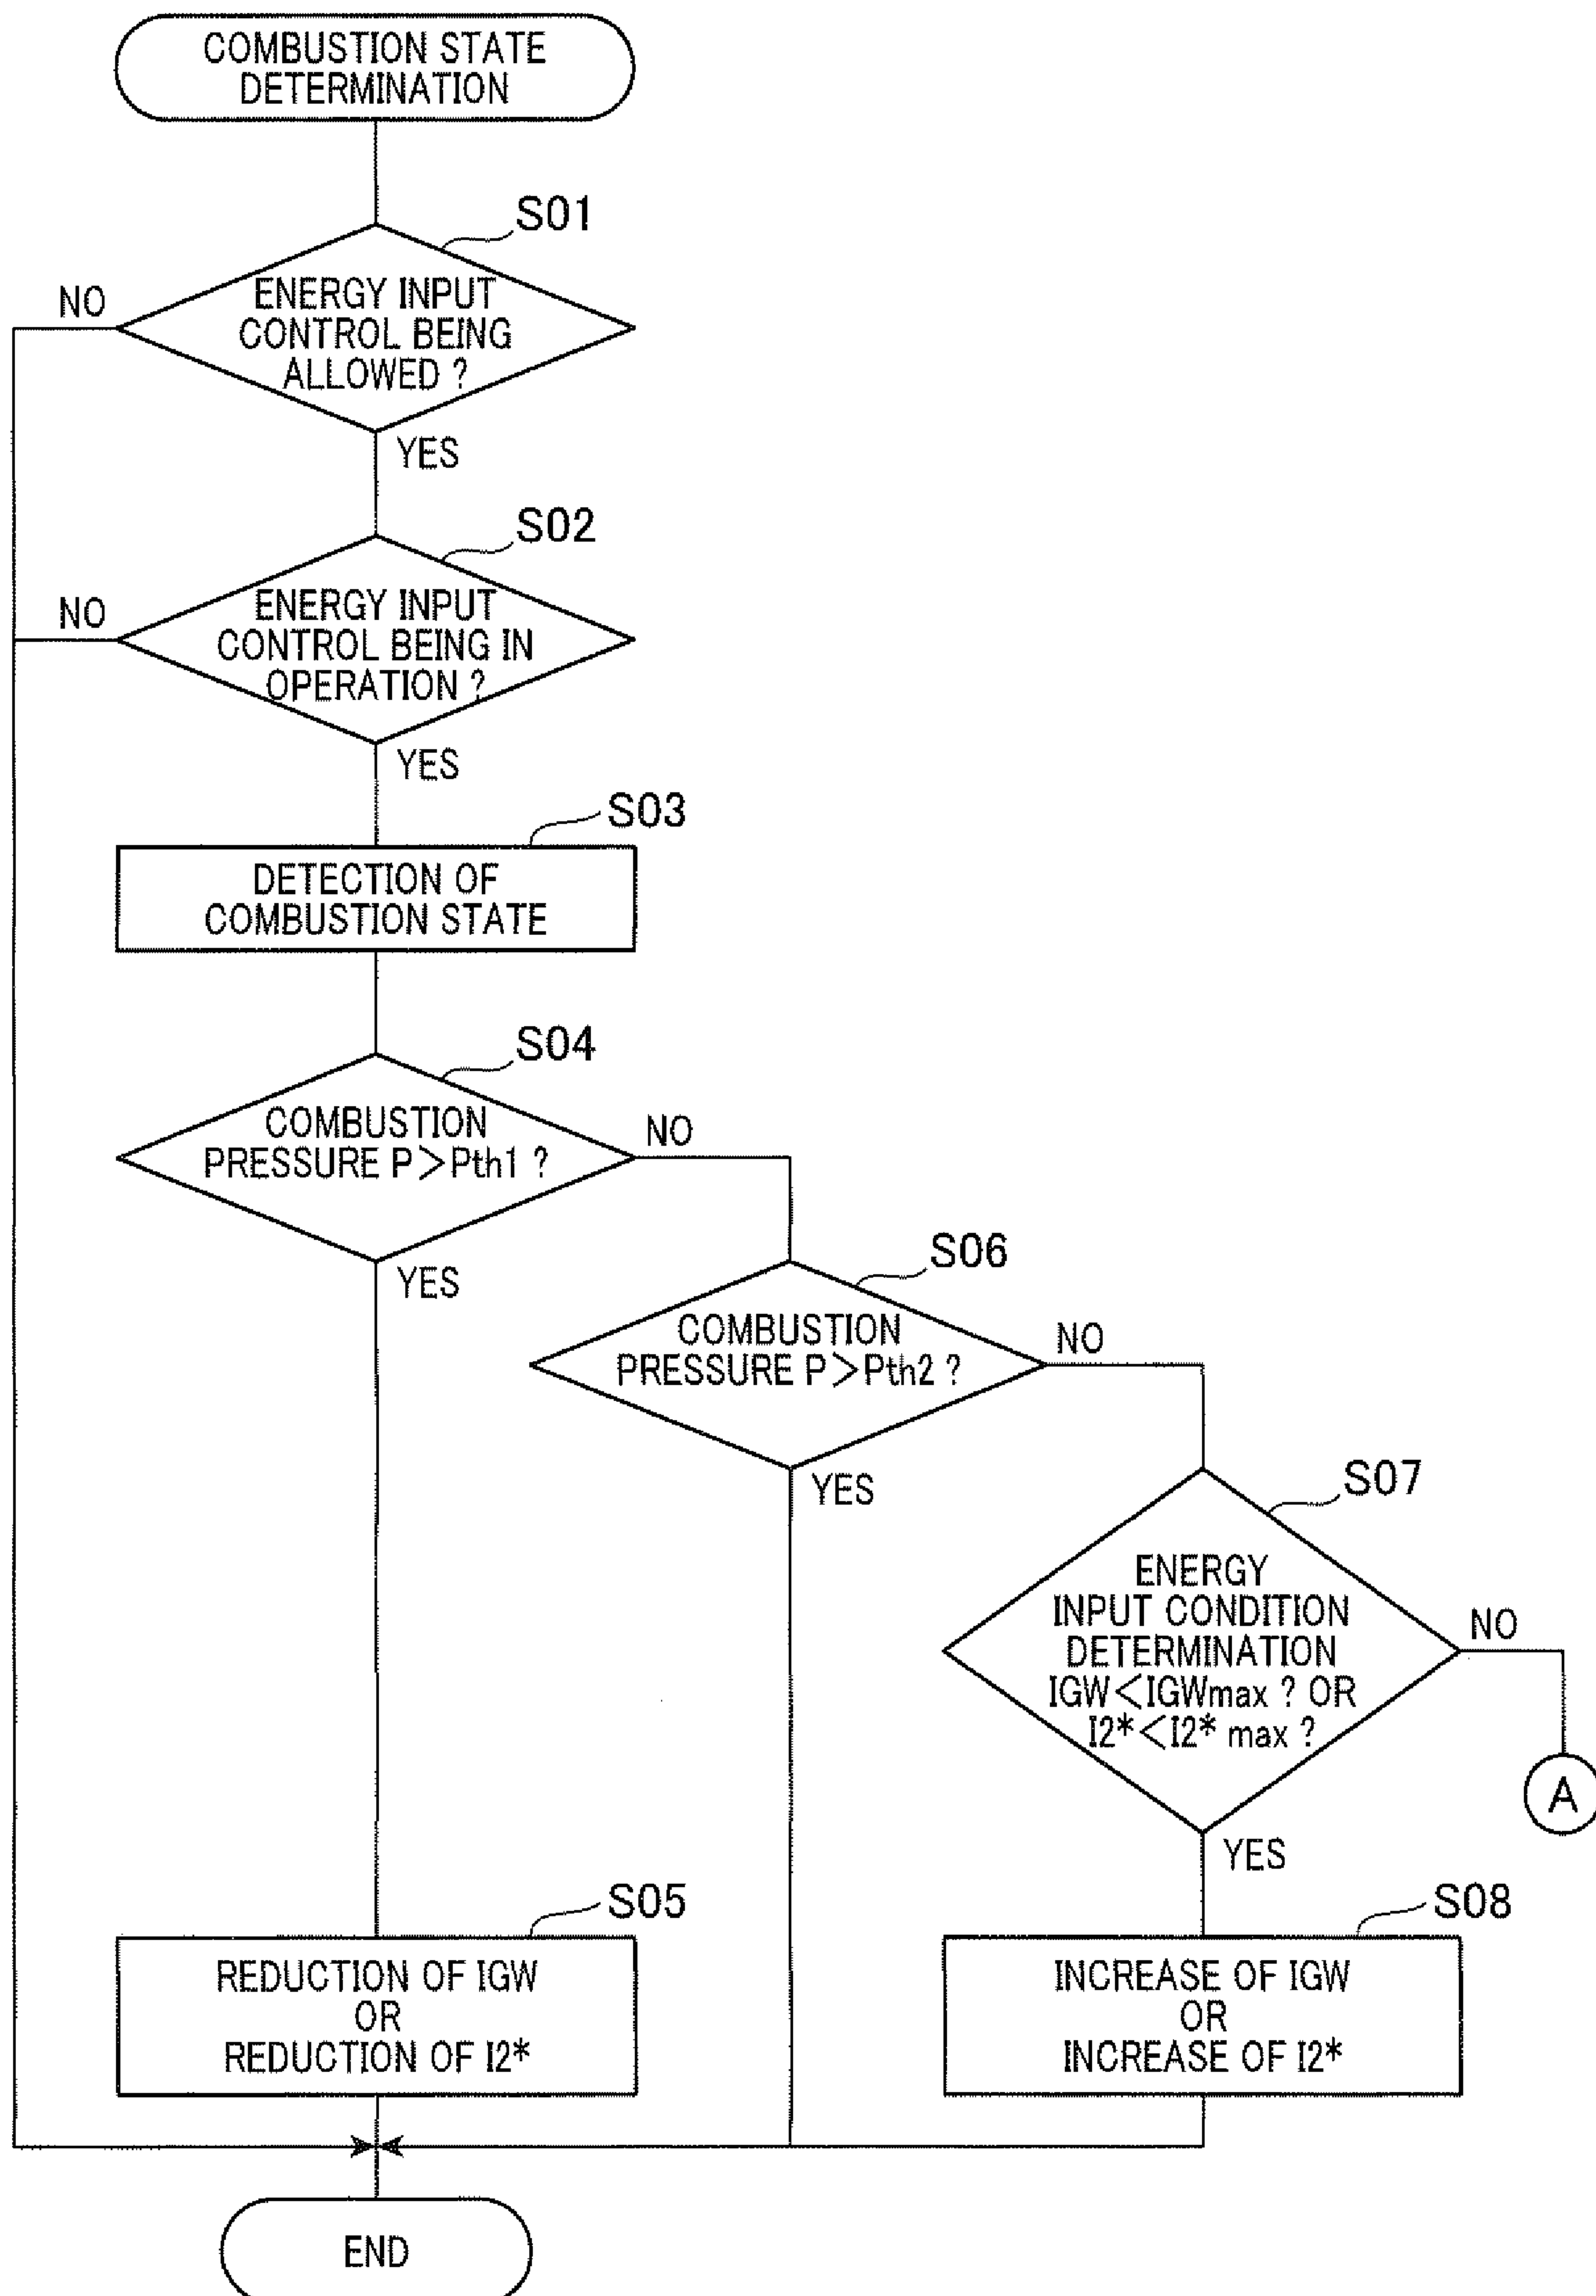 COMBUSTION STATE
DETERMINATION
S01
ENERGY INPUT
CONTROL BEING
ALLOWED ?
NO
YES
S02
ENERGY INPUT
CONTROL BEING IN
OPERATION ?
NO
YES
S03
DETECTION OF
COMBUSTION STATE
S04
COMBUSTION
PRESSURE P>Pth1 ?
NO
YES
S06
COMBUSTION
PRESSURE P>Pth2 ?
NO
YES
S07
ENERGY
INPUT CONDITION
DETERMINATION
IGW<IGWmax ? OR
I2*<I2* max ?
NO
A
YES
S05
REDUCTION OF IGW
OR
REDUCTION OF I2*
S08
INCREASE OF IGW
OR
INCREASE OF I2*
END